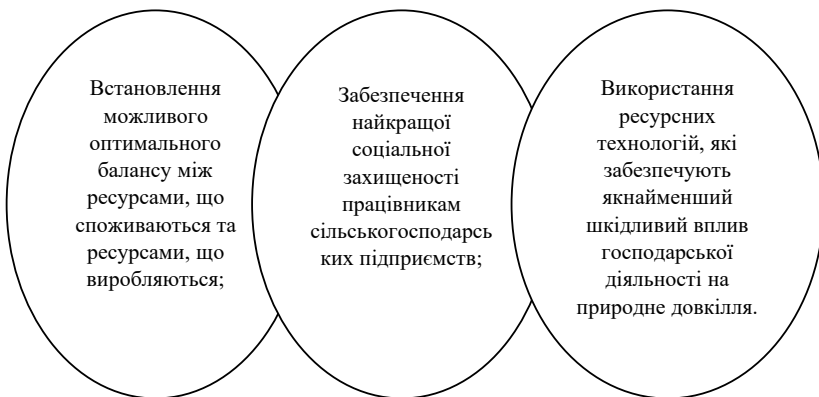 Встановлення
можливого
оптимального
балансу між
ресурсами, що
споживаються та
ресурсами, що
виробляються;
Забезпечення
найкращої
соціальної
захищеності
працівникам
сільськогосподарсь
ких підприємств;
Використання
ресурсних
технологій, які
забезпечують
якнайменший
шкідливий вплив
господарської
діяльності на
природне довкілля.